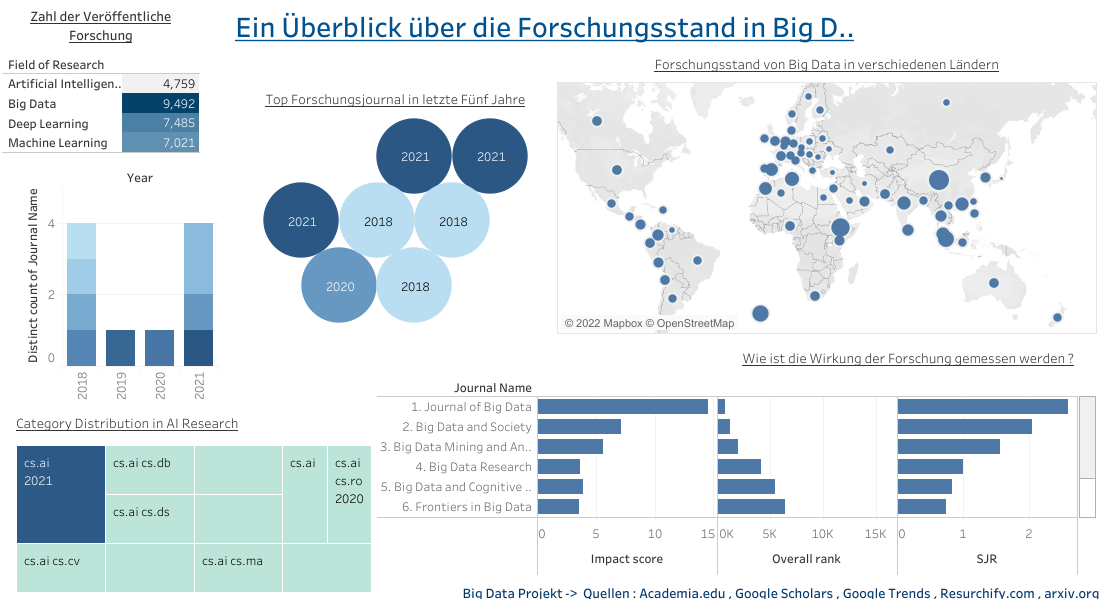 Zahl der Veröffentliche
Forschung
Ein Überblick über die Forschungsstand in Big D..
Field of Research
Artificial Intelligen.. 4,759
Big Data 9,492
Deep Learning 7,485
Machine Learning 7,021
Top Forschungsjournal in letzte Fünf Jahre
2021 2021
2021 2018 2018
2020 2018
Forschungsstand von Big Data in verschiedenen Ländern
© 2022 Mapbox © OpenStreetMap
Year
Distinct count of Journal Name
4
2
0
2018 2019 2020 2021
Wie ist die Wirkung der Forschung gemessen werden ?
Journal Name
1. Journal of Big Data
2. Big Data and Society
3. Big Data Mining and An..
4. Big Data Research
5. Big Data and Cognitive ..
6. Frontiers in Big Data
0 5 10 15 0K 5K 10K 15K 0 1 2
Impact score Overall rank SJR
Category Distribution in AI Research
cs.ai
2021
cs.ai cs.db
cs.ai cs.ds
cs.ai
cs.ai
cs.ro
2020
cs.ai cs.cv
cs.ai cs.ma
Big Data Projekt -> Quellen : Academia.edu , Google Scholars , Google Trends , Resurchify.com , arxiv.org